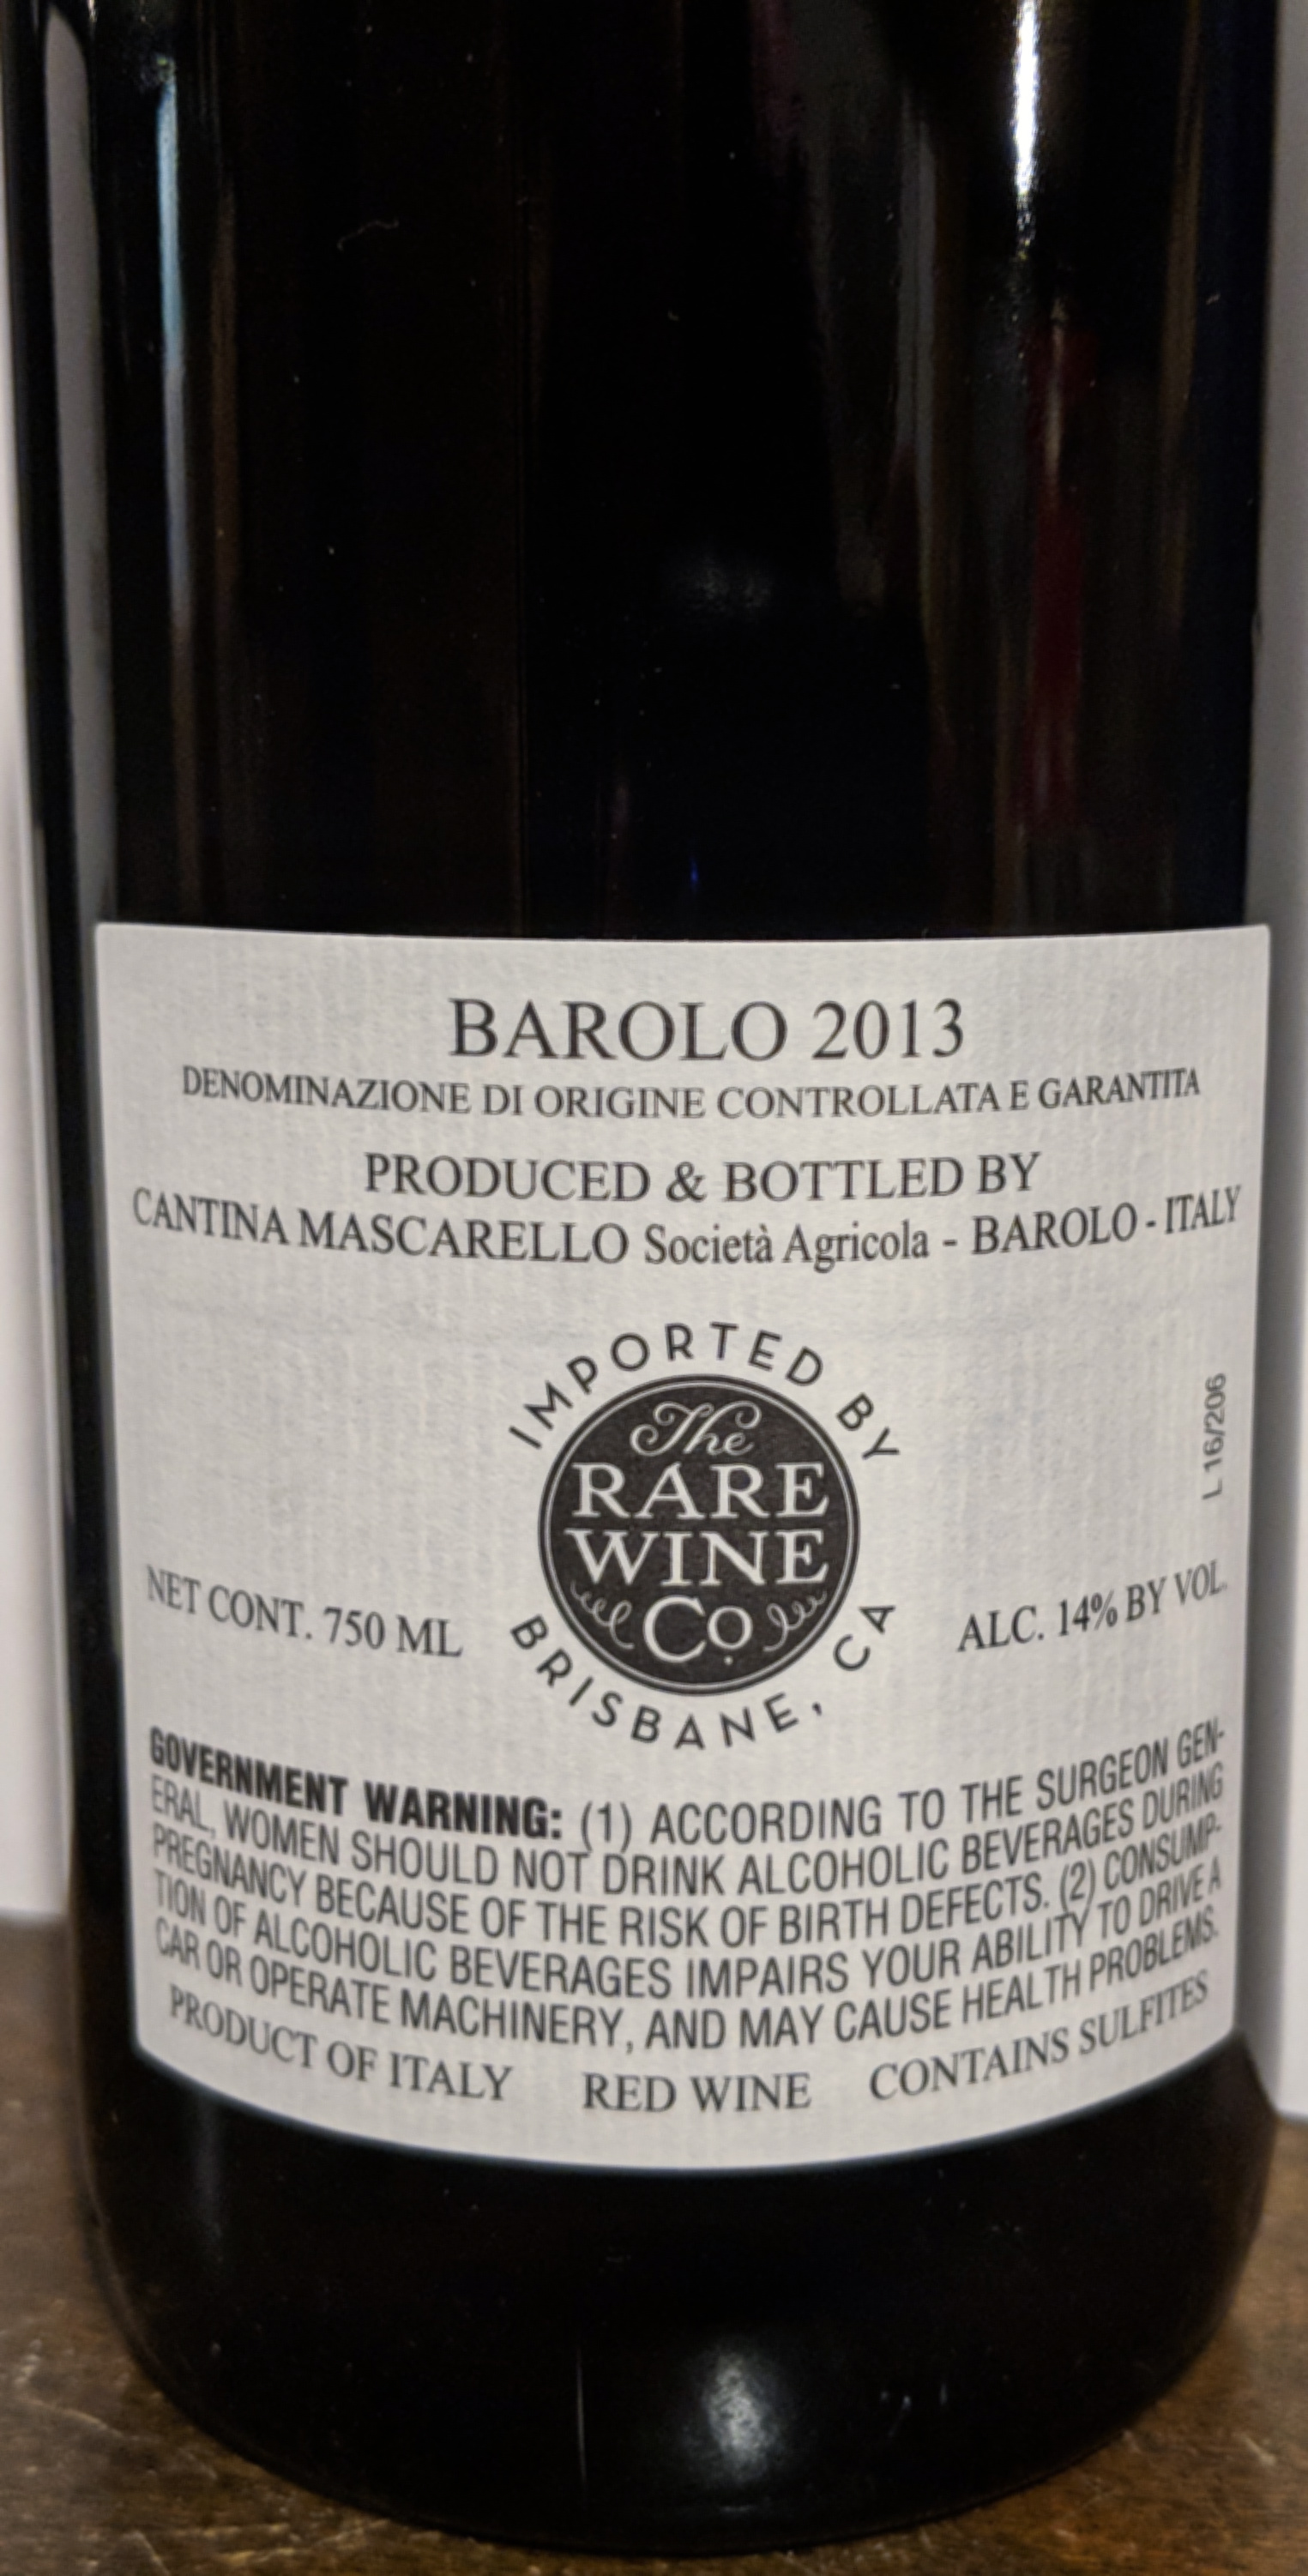 BAROLO 2013
DENOMINAZIONE DI ORIGINE CONTROLLATA E GARANTITA
PRODUCED & BOTTLED BY
CANTINA MASCARELLO Società Agricola - BAROLO - ITALY
IMPORTED BY
The
RARE
WINE
Co.
BRISBANE, CA
L 16/206
NET CONT. 750 ML
ALC. 14% BY VOL.
GOVERNMENT WARNING: (1) ACCORDING TO THE SURGEON GEN-
ERAL, WOMEN SHOULD NOT DRINK ALCOHOLIC BEVERAGES DURING
PREGNANCY BECAUSE OF THE RISK OF BIRTH DEFECTS. (2) CONSUMP-
TION OF ALCOHOLIC BEVERAGES IMPAIRS YOUR ABILITY TO DRIVE A
CAR OR OPERATE MACHINERY, AND MAY CAUSE HEALTH PROBLEMS.
PRODUCT OF ITALY RED WINE CONTAINS SULFITES